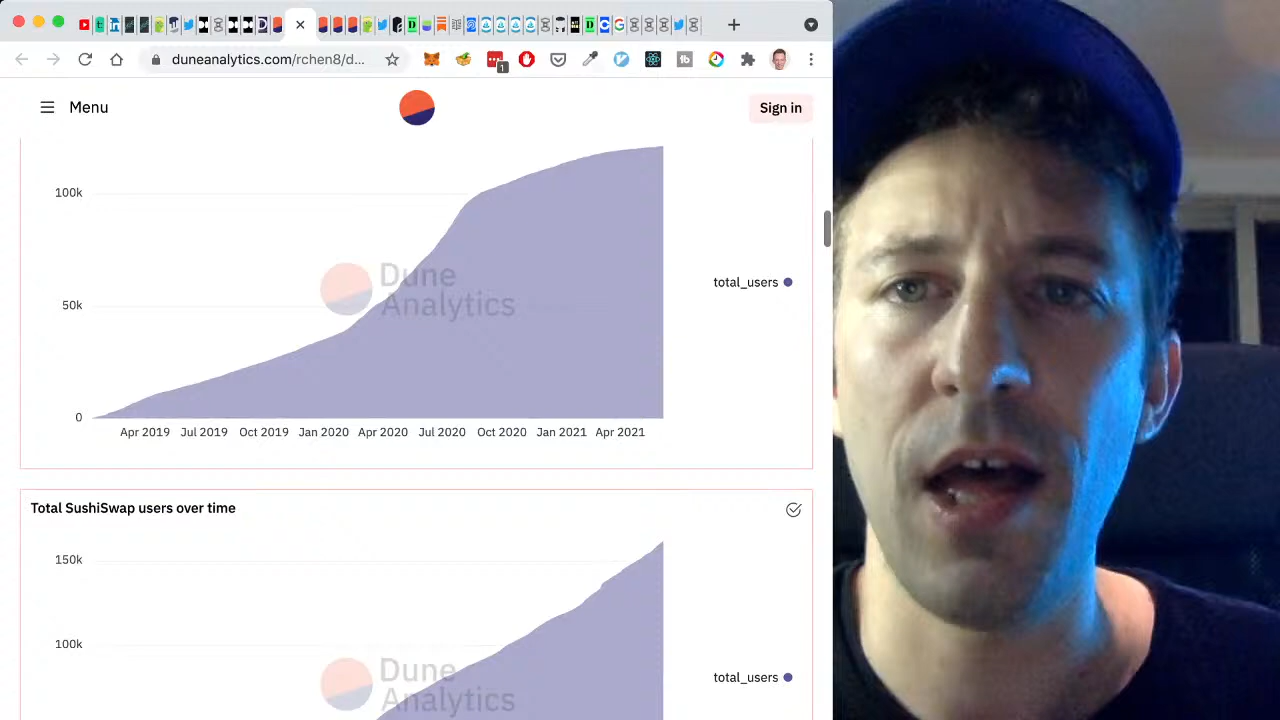 duneanalytics.com/rchen8/d...
1
Menu
Sign in
100k
50k
0
Dune
Analytics
total_users
Apr 2019 Jul 2019 Oct 2019 Jan 2020 Apr 2020 Jul 2020 Oct 2020 Jan 2021 Apr 2021
Total SushiSwap users over time
150k
100k
Dune
Analytics
total_users